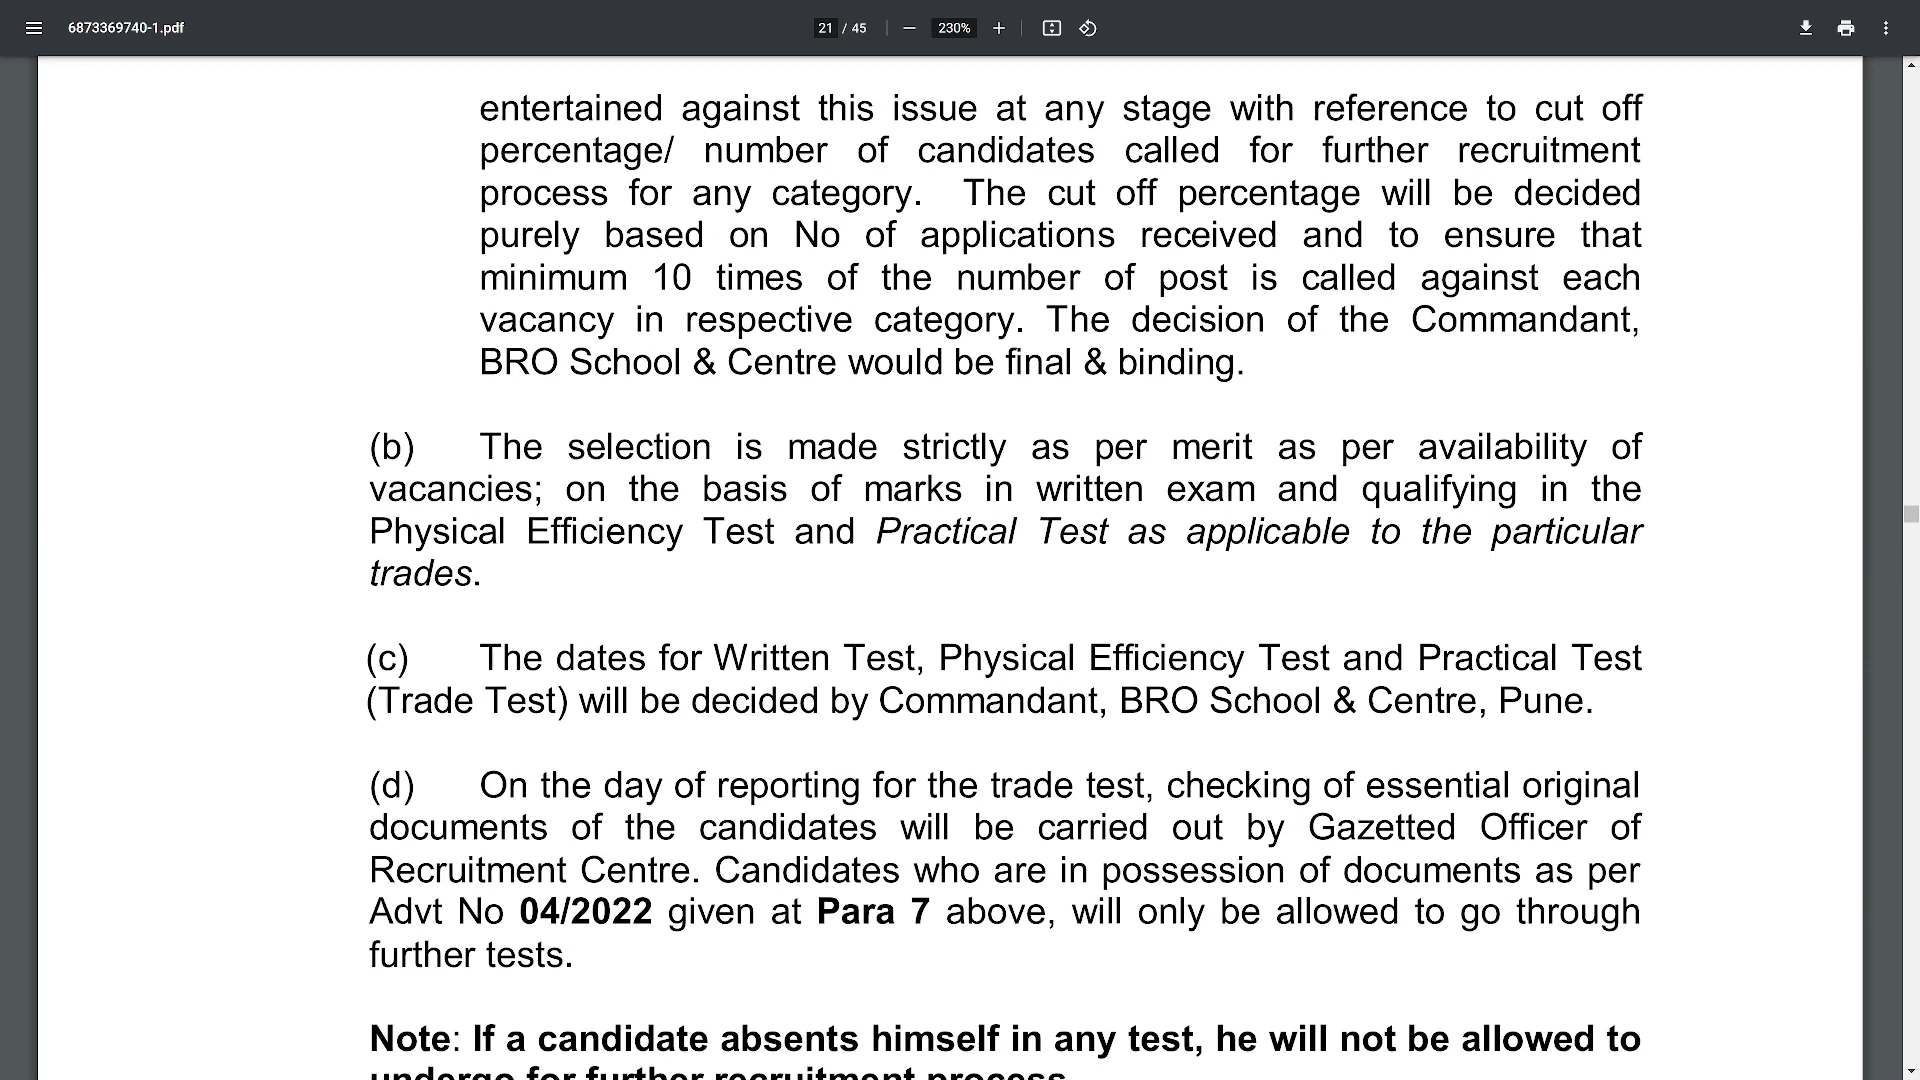 6873369740-1.pdf
21 / 45
230%
entertained against this issue at any stage with reference to cut off
percentage/ number of candidates called for further recruitment
process for any category. The cut off percentage will be decided
purely based on No of applications received and to ensure that
minimum 10 times of the number of post is called against each
vacancy in respective category. The decision of the Commandant,
BRO School & Centre would be final & binding.
(b) The selection is made strictly as per merit as per availability of
vacancies; on the basis of marks in written exam and qualifying in the
Physical Efficiency Test and Practical Test as applicable to the particular
trades.
(c) The dates for Written Test, Physical Efficiency Test and Practical Test
(Trade Test) will be decided by Commandant, BRO School & Centre, Pune.
(d) On the day of reporting for the trade test, checking of essential original
documents of the candidates will be carried out by Gazetted Officer of
Recruitment Centre. Candidates who are in possession of documents as per
Advt No 04/2022 given at Para 7 above, will only be allowed to go through
further tests.
Note: If a candidate absents himself in any test, he will not be allowed to
undergo for further recruitment process